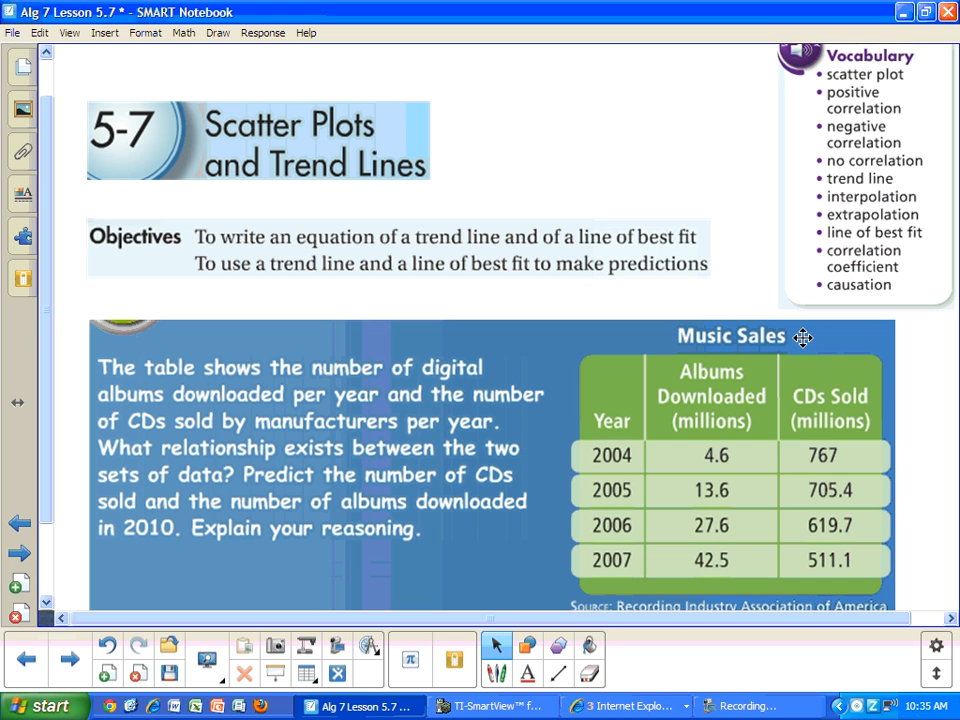 Alg 7 Lesson 5.7 * - SMART Notebook
File Edit View Insert Format Math Draw Response Help
Vocabulary
• scatter plot
• positive
correlation
• negative
correlation
• no correlation
• trend line
• interpolation
• extrapolation
• line of best fit
• correlation
coefficient
• causation
5-7 Scatter Plots
and Trend Lines
Objectives To write an equation of a trend line and of a line of best fit
To use a trend line and a line of best fit to make predictions
The table shows the number of digital
albums downloaded per year and the number
of CDs sold by manufacturers per year.
What relationship exists between the two
sets of data? Predict the number of CDs
sold and the number of albums downloaded
in 2010. Explain your reasoning.
Music Sales
Year Albums Downloaded (millions) CDs Sold (millions)
2004 4.6 767
2005 13.6 705.4
2006 27.6 619.7
2007 42.5 511.1
SOURCE: Recording Industry Association of America
start Alg 7 Lesson 5.7 ... TI-SmartView™ f... 3 Internet Explo... Recording... 10:35 AM